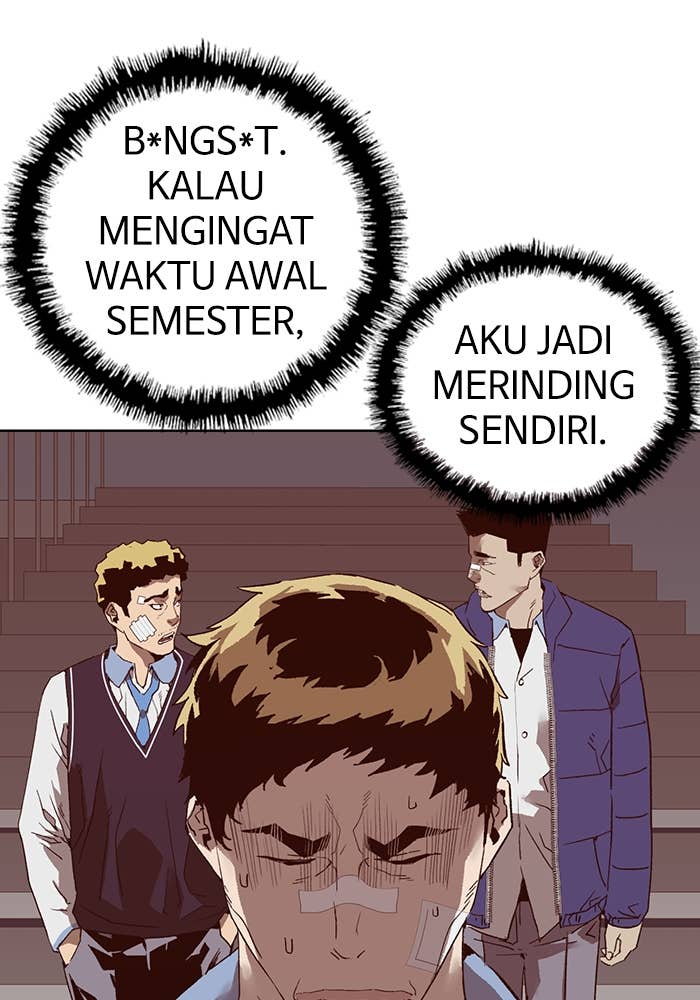 B*NGS*T.
KALAU
MENGINGAT
WAKTU AWAL
SEMESTER,
AKU JADI
MERINDING
SENDIRI.